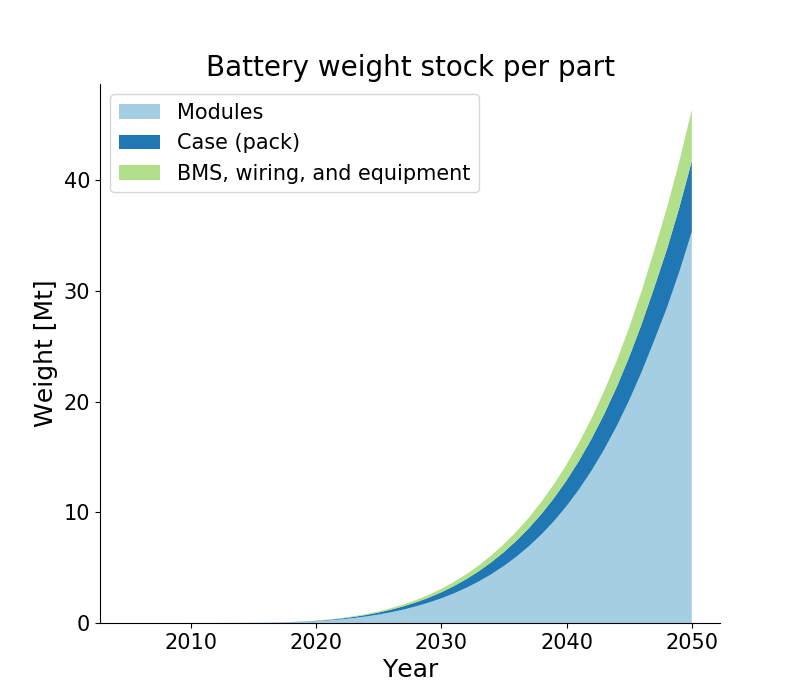 Battery weight stock per part
Modules
Case (pack)
BMS, wiring, and equipment
Weight [Mt]
40
30
20
10
0
2010 2020 2030 2040 2050
Year